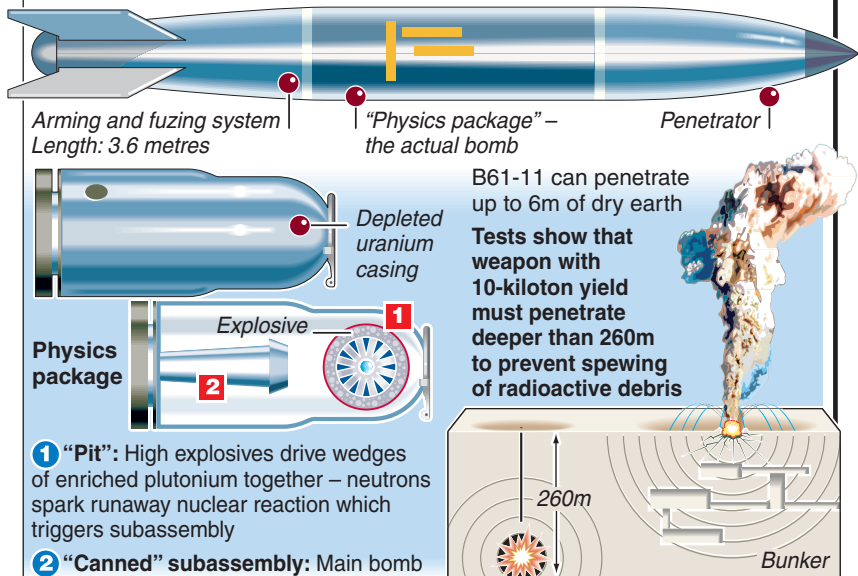 Arming and fuzing system
Length: 3.6 metres
“Physics package” –
the actual bomb
Penetrator
Depleted
uranium
casing
B61-11 can penetrate
up to 6m of dry earth
Tests show that
weapon with
10-kiloton yield
must penetrate
deeper than 260m
to prevent spewing
of radioactive debris
Physics
package
Explosive
1
2
1 “Pit”: High explosives drive wedges
of enriched plutonium together – neutrons
spark runaway nuclear reaction which
triggers subassembly
2 “Canned” subassembly: Main bomb
260m
Bunker